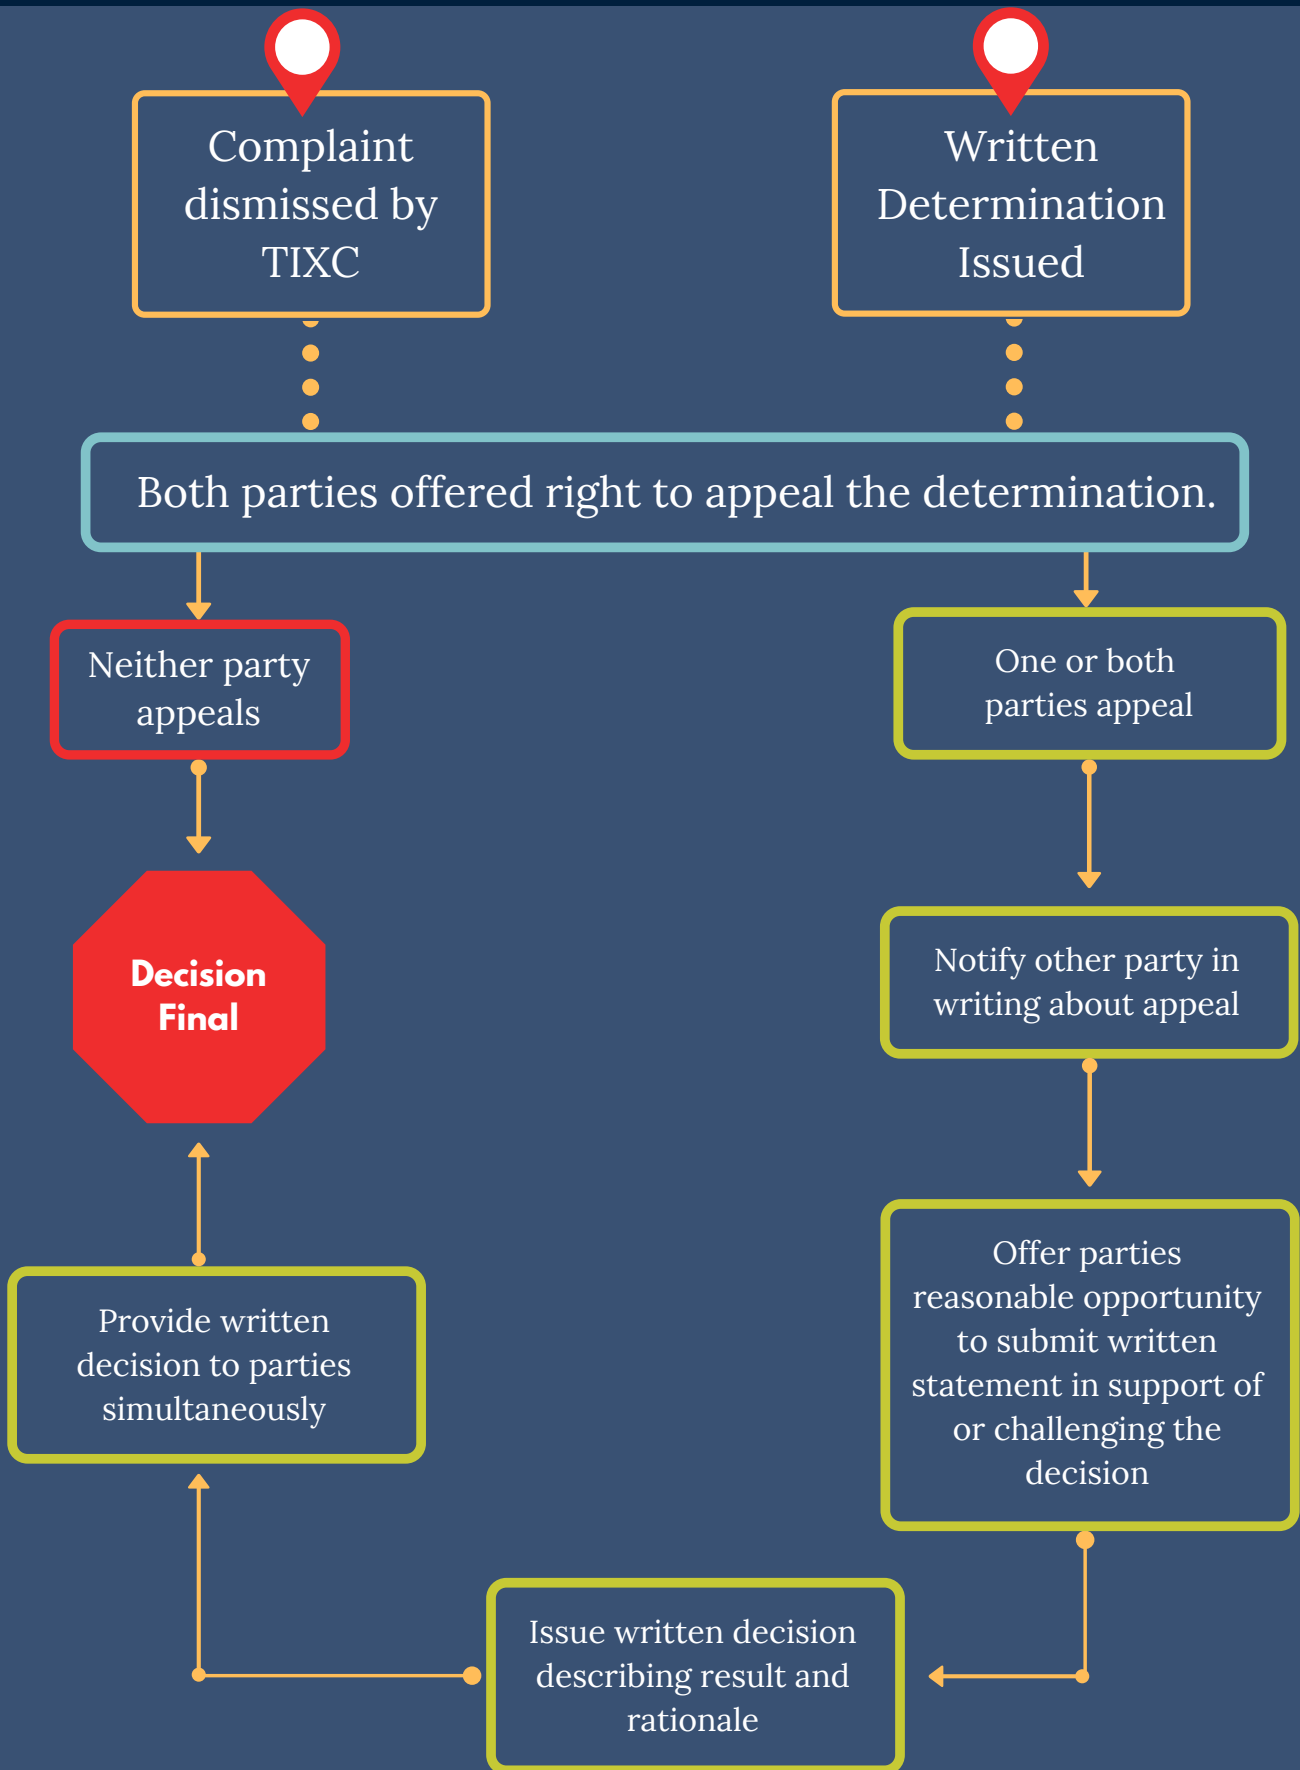 Complaint
dismissed by
TIXC
Written
Determination
Issued
Both parties offered right to appeal the determination.
Neither party
appeals
One or both
parties appeal
Decision
Final
Notify other party in
writing about appeal
Offer parties
reasonable opportunity
to submit written
statement in support of
or challenging the
decision
Provide written
decision to parties
simultaneously
Issue written decision
describing result and
rationale